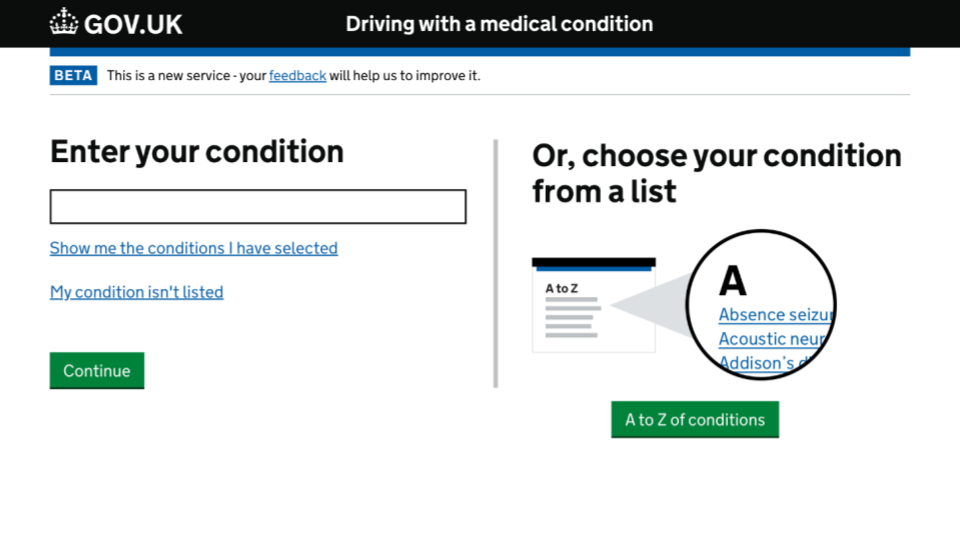 GOV.UK
Driving with a medical condition
BETA This is a new service - your feedback will help us to improve it.
Enter your condition
Show me the conditions I have selected
My condition isn't listed
Continue
Or, choose your condition
from a list
A to Z
A
Absence
Acoustic
Addison's
A to Z of conditions